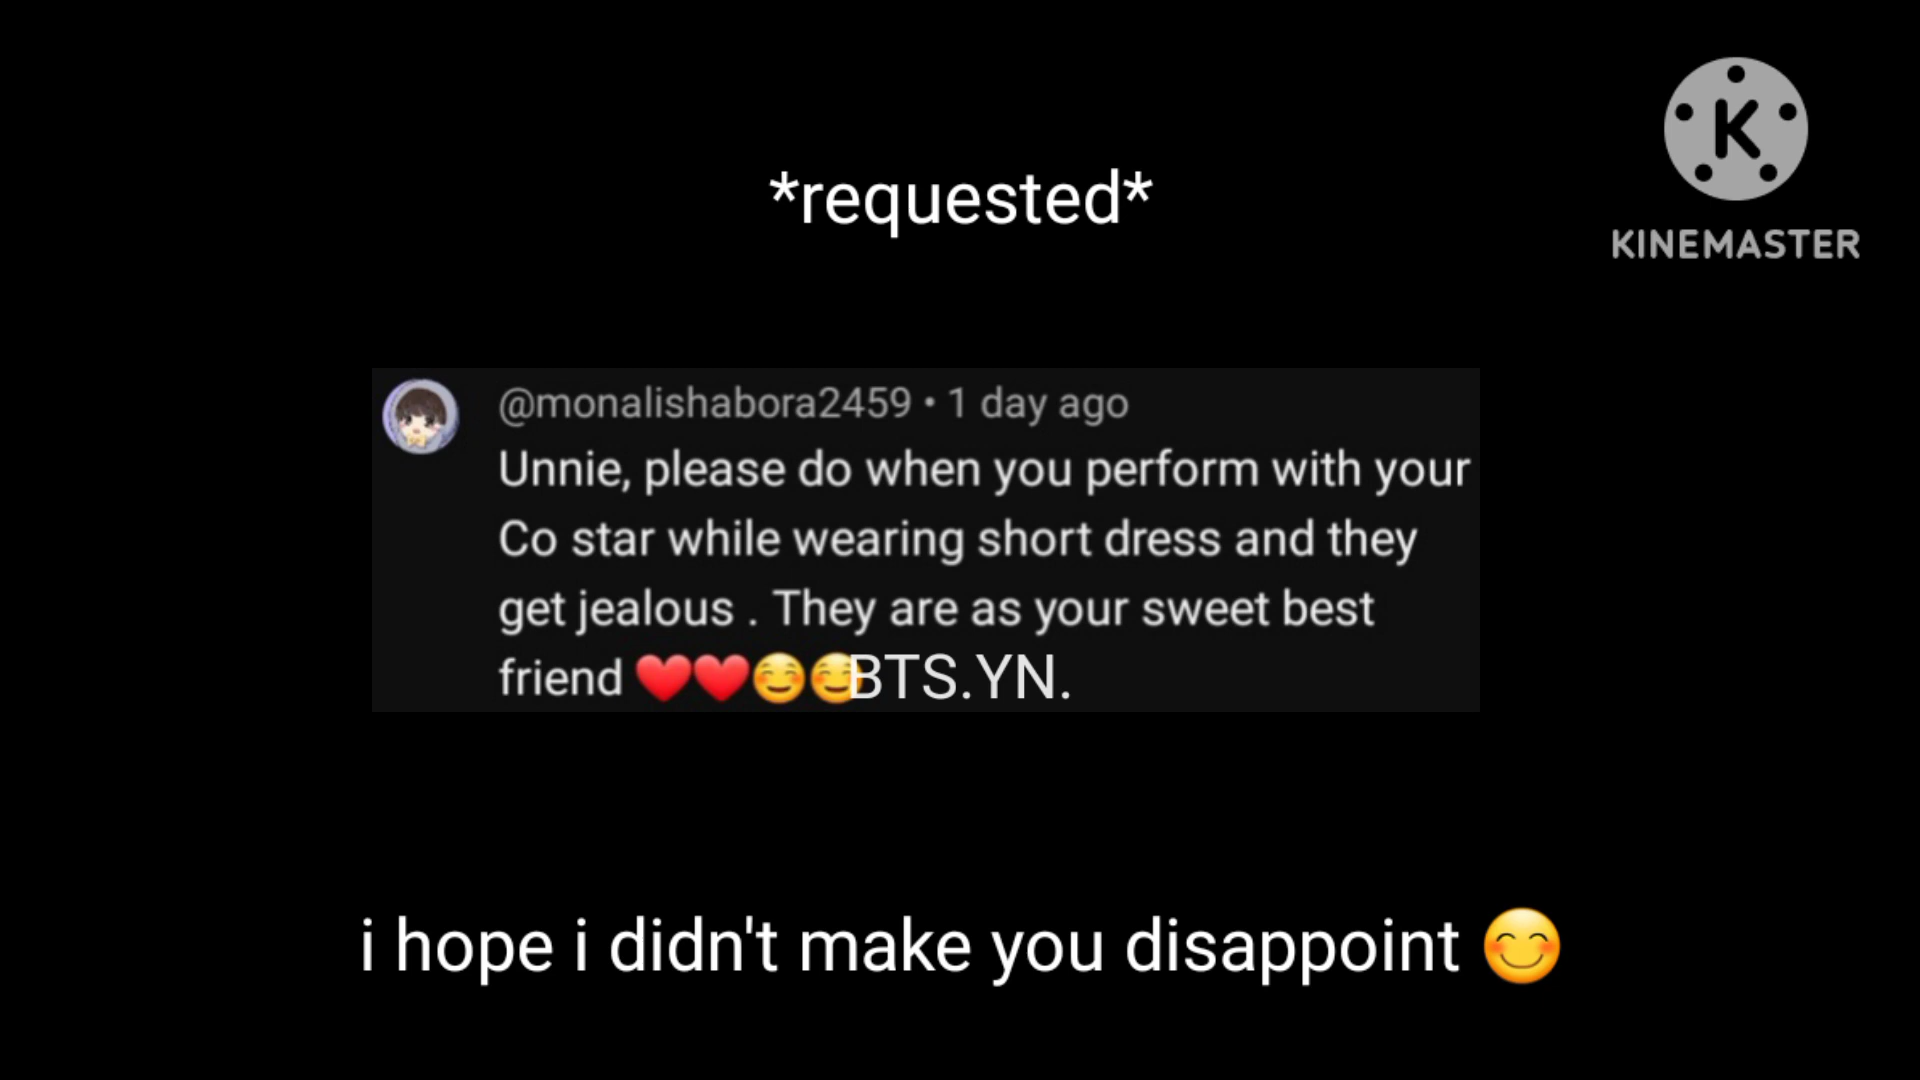 *requested*
K
KINEMASTER
@monalishabora2459 • 1 day ago
Unnie, please do when you perform with your
Co star while wearing short dress and they
get jealous . They are as your sweet best
friend ❤️❤️☺️☺️BTS.YN.
i hope i didn't make you disappoint 😊